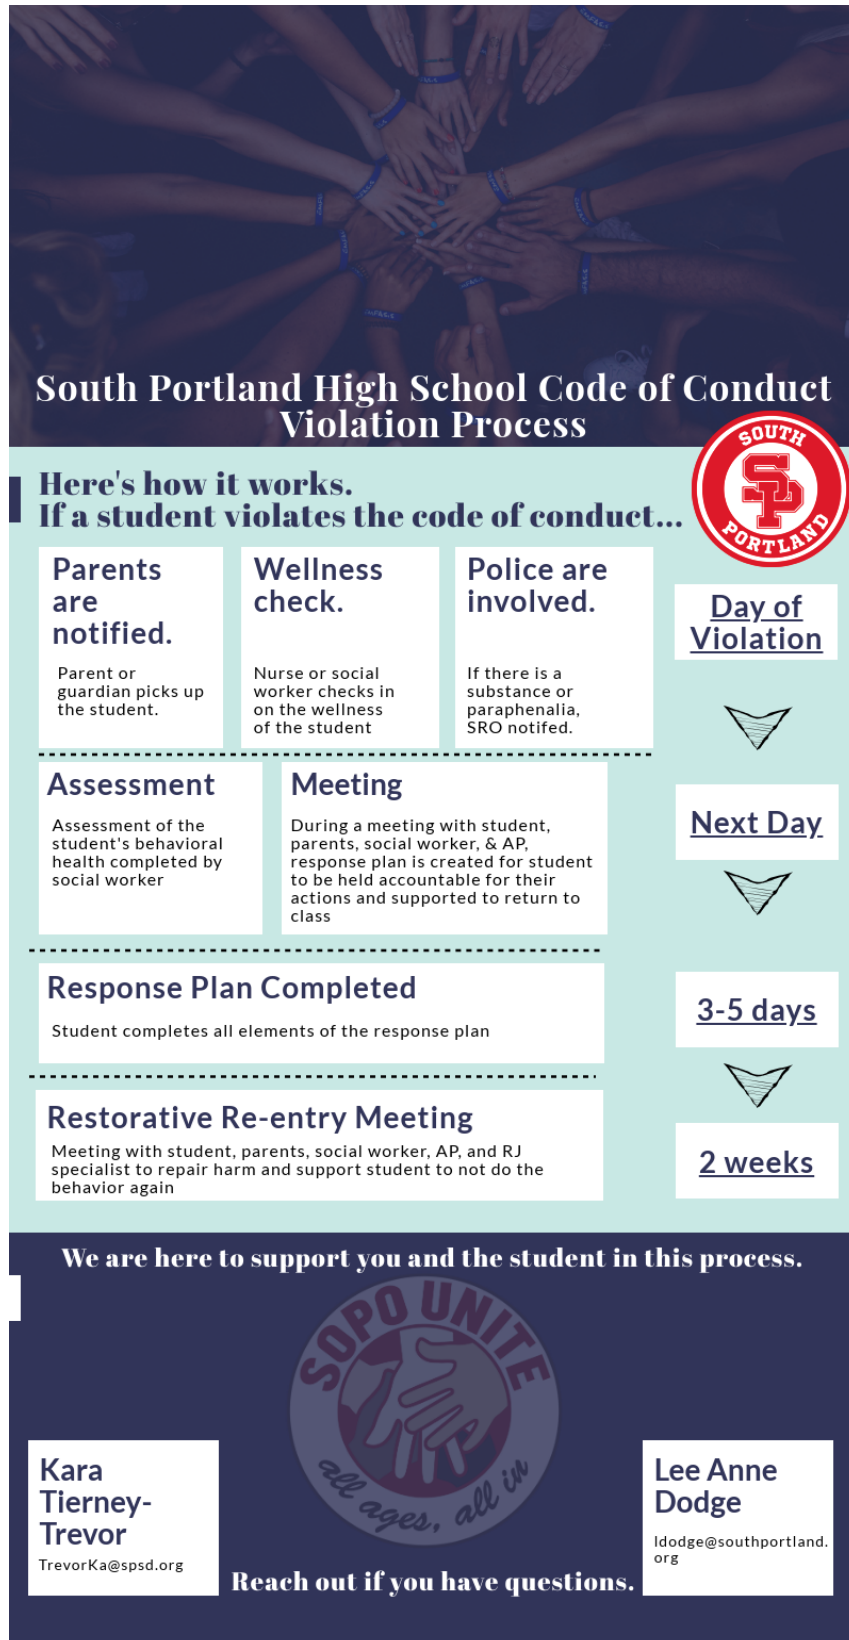 South Portland High School Code of Conduct
Violation Process
SOUTH
SP
PORTLAND
Here's how it works.
If a student violates the code of conduct...
Parents
are
notified.
Parent or
guardian picks up
the student.
Wellness
check.
Nurse or social
worker checks in
on the wellness
of the student
Police are
involved.
If there is a
substance or
paraphenalia,
SRO notifed.
Day of
Violation
Assessment
Assessment of the
student's behavioral
health completed by
social worker
Meeting
During a meeting with student,
parents, social worker, & AP,
response plan is created for student
to be held accountable for their
actions and supported to return to
class
Next Day
Response Plan Completed
Student completes all elements of the response plan
3-5 days
Restorative Re-entry Meeting
Meeting with student, parents, social worker, AP, and RJ
specialist to repair harm and support student to not do the
behavior again
2 weeks
We are here to support you and the student in this process.
SOPO UNITE
all ages, all in
Kara
Tierney-
Trevor
TrevorKa@spsd.org
Lee Anne
Dodge
ldodge@southportland.
org
Reach out if you have questions.